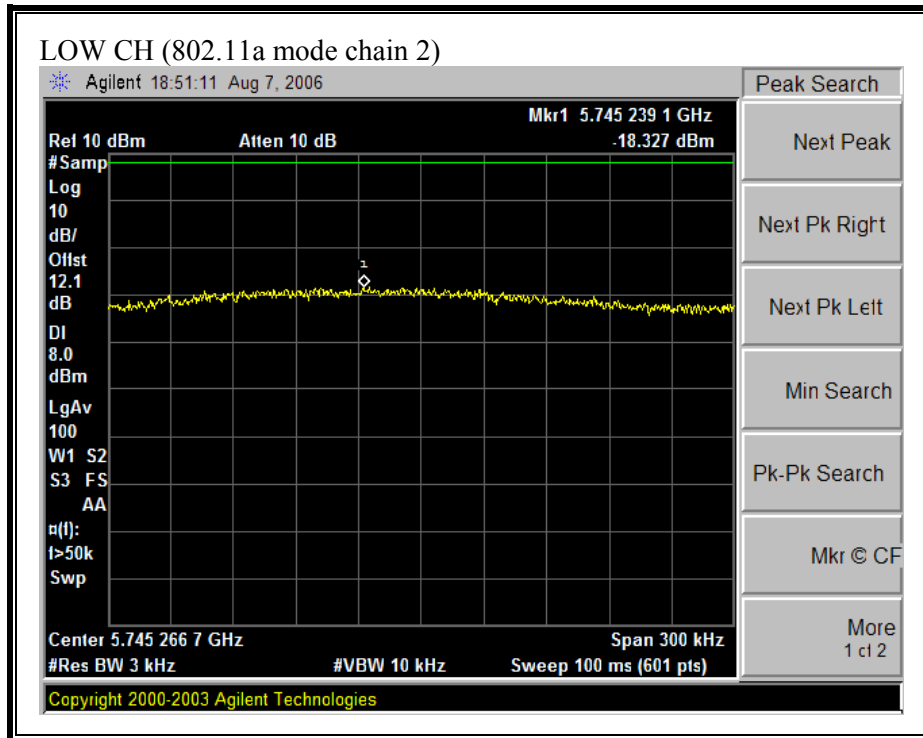 LOW CH (802.11a mode chain 2)
Agilent 18:51:11 Aug 7, 2006
Peak Search
Mkr1 5.745 239 1 GHz
Ref 10 dBm Atten 10 dB -18.327 dBm
#Samp
Log
10
dB/
Offst
12.1
dB
DI
8.0
dBm
LgAv
100
W1 S2
S3 FS
AA
¤(f):
f>50k
Swp
1
Center 5.745 266 7 GHz Span 300 kHz
#Res BW 3 kHz #VBW 10 kHz Sweep 100 ms (601 pts)
Copyright 2000-2003 Agilent Technologies
Next Peak
Next Pk Right
Next Pk Left
Min Search
Pk-Pk Search
Mkr © CF
More
1 of 2